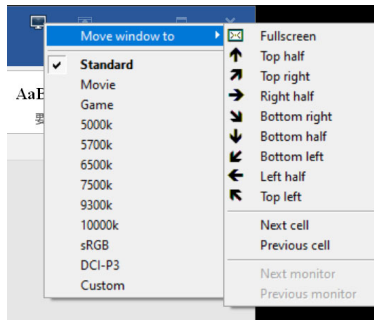 Move window to
Standard
Movie
Game
5000k
5700k
6500k
7500k
9300k
10000k
sRGB
DCI-P3
Custom
Fullscreen
Top half
Top right
Right half
Bottom right
Bottom half
Bottom left
Left half
Top left
Next cell
Previous cell
Next monitor
Previous monitor
AaB
要